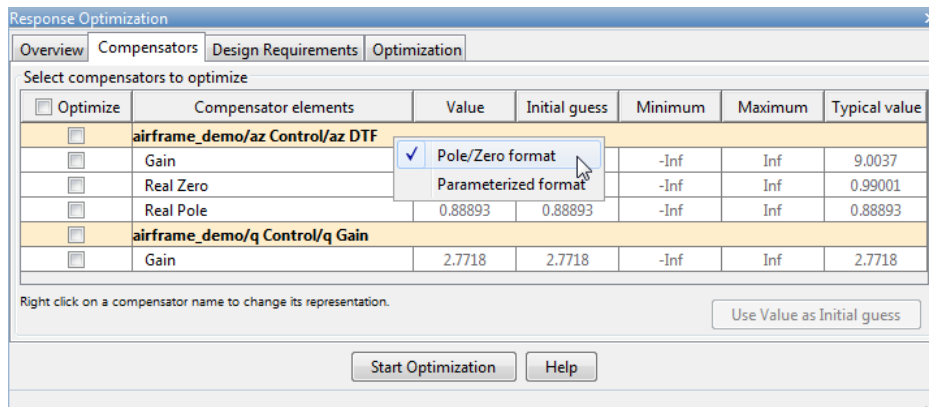 Response Optimization
Overview Compensators Design Requirements Optimization
Select compensators to optimize
Optimize Compensator elements Value Initial guess Minimum Maximum Typical value
airframe_demo/az Control/az DTF
Gain ✓ Pole/Zero format -Inf Inf 9.0037
Real Zero Parameterized format -Inf Inf 0.99001
Real Pole 0.88893 0.88893 -Inf Inf 0.88893
airframe_demo/q Control/q Gain
Gain 2.7718 2.7718 -Inf Inf 2.7718
Right click on a compensator name to change its representation.
Use Value as Initial guess
Start Optimization Help